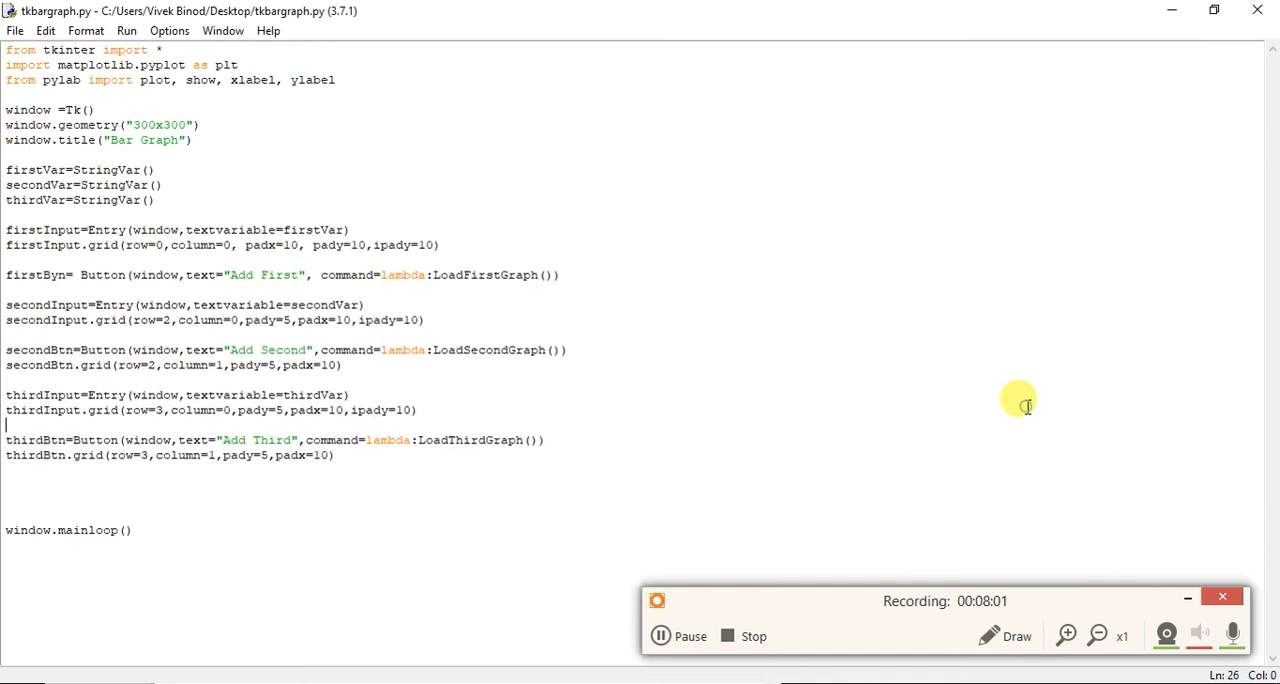 tkbargraph.py - C:/Users/Vivek Binod/Desktop/tkbargraph.py (3.7.1)
File Edit Format Run Options Window Help
from tkinter import *
import matplotlib.pyplot as plt
from pylab import plot, show, xlabel, ylabel
window =Tk()
window.geometry("300x300")
window.title("Bar Graph")
firstVar=StringVar()
secondVar=StringVar()
thirdVar=StringVar()
firstInput=Entry(window,textvariable=firstVar)
firstInput.grid(row=0,column=0, padx=10, pady=10,ipady=10)
firstByn= Button(window,text="Add First", command=lambda:LoadFirstGraph())
secondInput=Entry(window,textvariable=secondVar)
secondInput.grid(row=2,column=0,pady=5,padx=10,ipady=10)
secondBtn=Button(window,text="Add Second",command=lambda:LoadSecondGraph())
secondBtn.grid(row=2,column=1,pady=5,padx=10)
thirdInput=Entry(window,textvariable=thirdVar)
thirdInput.grid(row=3,column=0,pady=5,padx=10,ipady=10)
thirdBtn=Button(window,text="Add Third",command=lambda:LoadThirdGraph())
thirdBtn.grid(row=3,column=1,pady=5,padx=10)
window.mainloop()
Recording: 00:08:01
Pause Stop Draw x1
Ln: 26 Col: 0